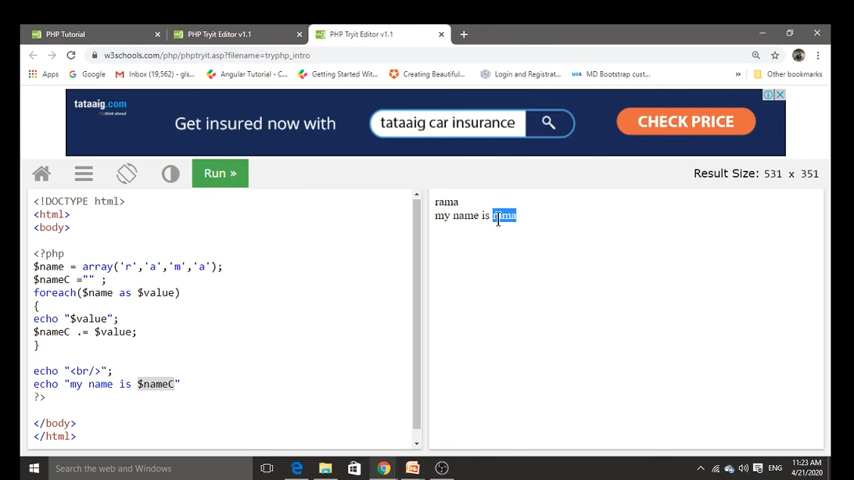 PHP Tutorial
PHP Tryit Editor v1.1
PHP Tryit Editor v1.1
w3schools.com/php/phptryit.asp?filename=tryphp_intro
Apps
Google
Inbox (19,562) - gis...
Angular Tutorial - C...
Getting Started Wit...
Creating Beautiful...
Login and Registrat...
MD Bootstrap cust...
»
Other bookmarks
tataaig.com
Get insured now with
tataaig car insurance
CHECK PRICE
Run »
Result Size: 531 x 351
<!DOCTYPE html>
<html>
<body>
<?php
$name = array('r','a','m','a');
$nameC ="" ;
foreach($name as $value)
{
echo "$value";
$nameC .= $value;
}
echo "<br/>";
echo "my name is $nameC"
?>
</body>
</html>
rama
my name is rama
Search the web and Windows
ENG
11:23 AM
4/21/2020